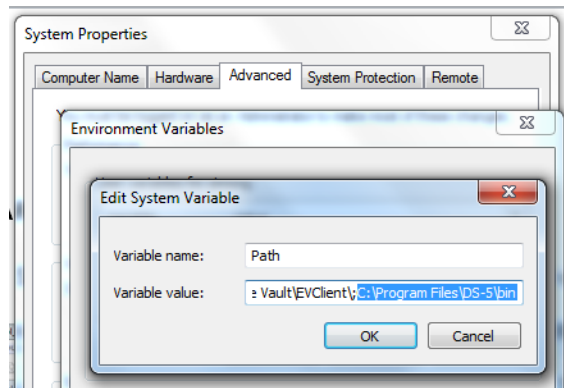 System Properties
Computer Name Hardware Advanced System Protection Remote
Environment Variables
Edit System Variable
Variable name: Path
Variable value: e Vault\EVClient\;C:\Program Files\DS-5\bin
OK Cancel